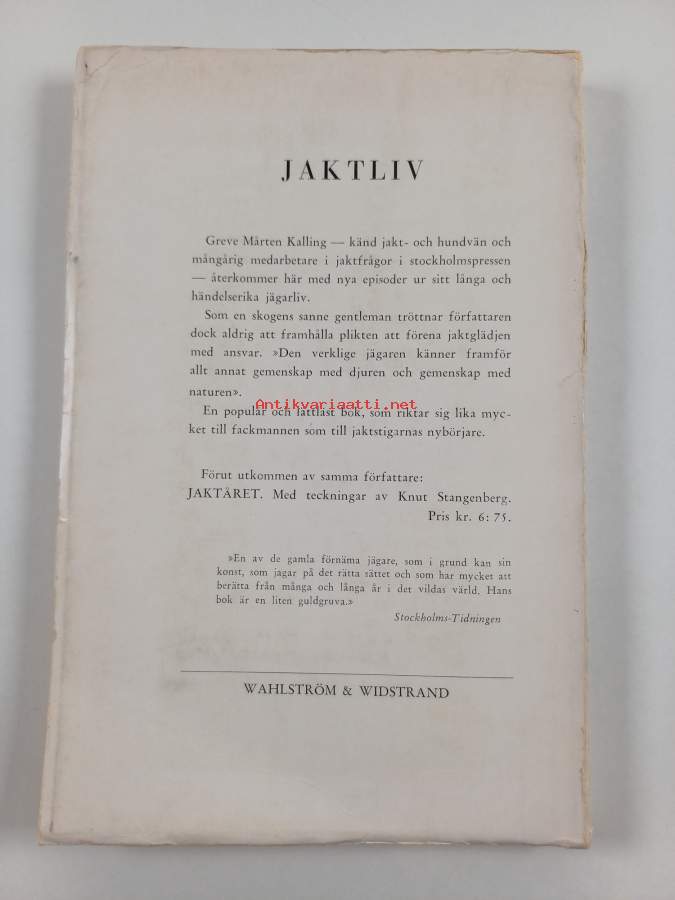 JAKTLIV
Greve Mårten Kalling — känd jakt- och hundvän och
mångårig medarbetare i jaktfrågor i stockholmspressen
— återkommer här med nya episoder ur sitt långa och
händelserika jägarliv.
Som en skogens sanne gentleman tröttnar författaren
dock aldrig att framhålla plikten att förena jaktglädjen
med ansvar. »Den verklige jägaren känner framför
allt annat gemenskap med djuren och gemenskap med
naturen».
Antikvariaatti.net
En populär och lättläst bok, som riktar sig lika myc-
ket till fackmannen som till jaktstigarnas nybörjare.
Förut utkommen av samma författare:
JAKTÅRET. Med teckningar av Knut Stangenberg.
Pris kr. 6: 75.
»En av de gamla förnäma jägare, som i grund kan sin
konst, som jagar på det rätta sättet och som har mycket att
berätta från många och långa år i det vildas värld. Hans
bok är en liten guldgruva.»
Stockholms-Tidningen
WAHLSTRÖM & WIDSTRAND